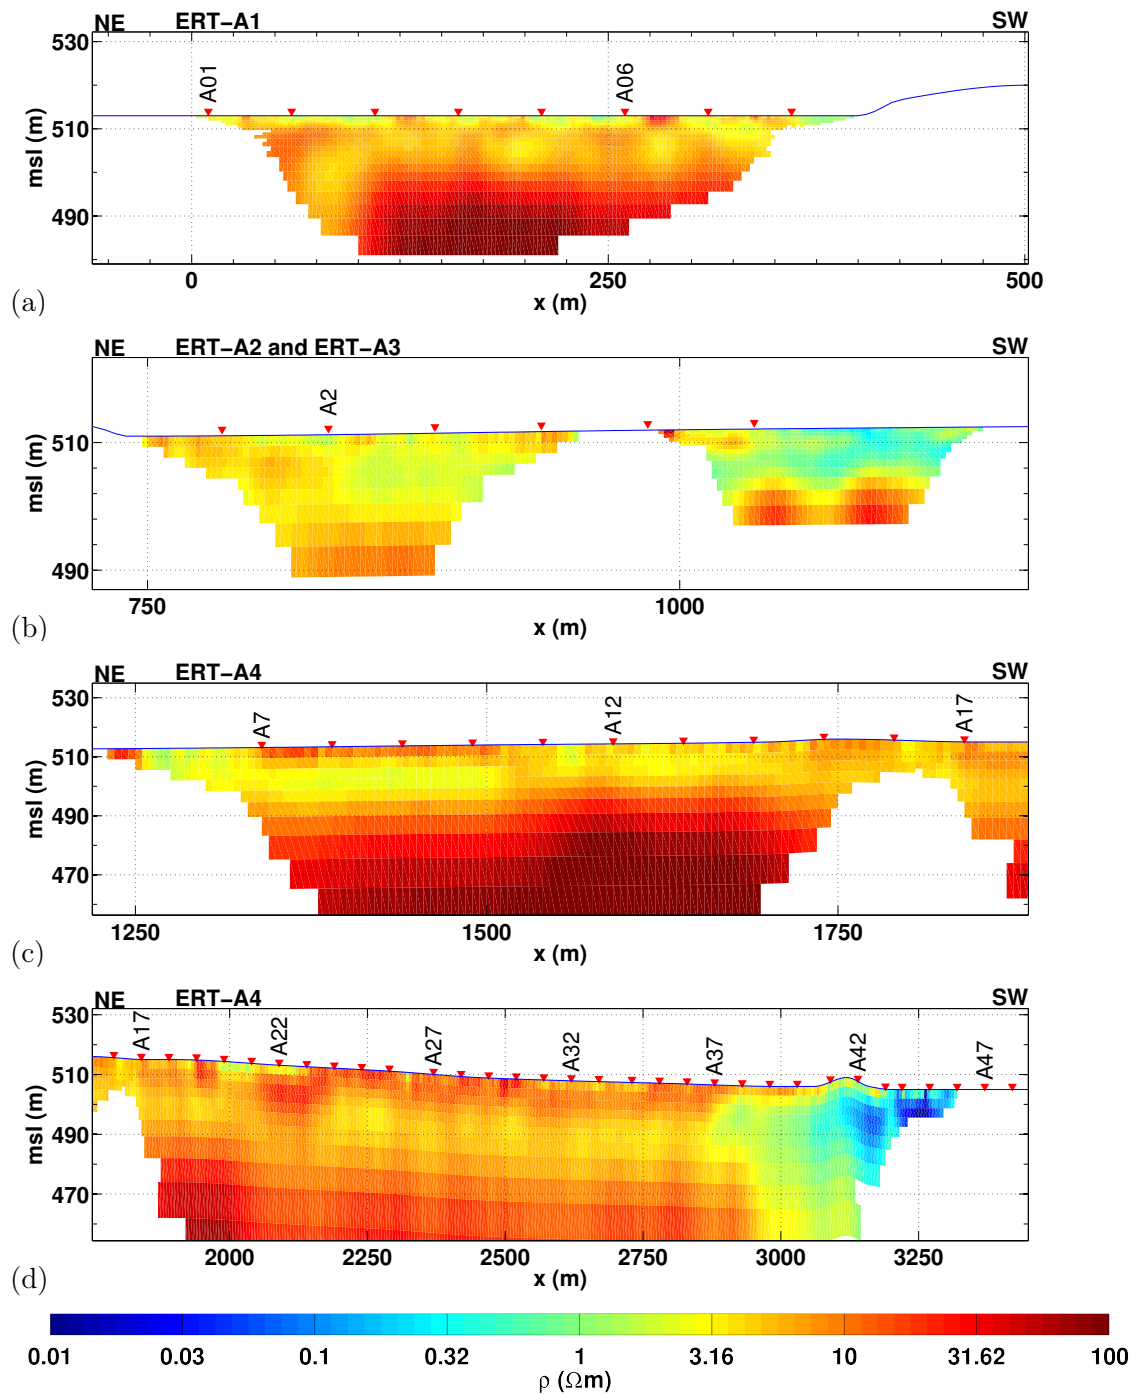 NE ERT−A1 SW
530
A01 A06
510
490
msl (m)
0 250 500
(a) x (m)
NE ERT−A2 and ERT−A3 SW
A2
510
490
msl (m)
750 1000
(b) x (m)
NE ERT−A4 SW
530
A7 A12 A17
510
490
470
msl (m)
1250 1500 1750
(c) x (m)
NE ERT−A4 SW
530
A17 A22 A27 A32 A37 A42 A47
510
490
470
msl (m)
2000 2250 2500 2750 3000 3250
(d) x (m)
0.01 0.03 0.1 0.32 1 3.16 10 31.62 100
ρ (Ωm)